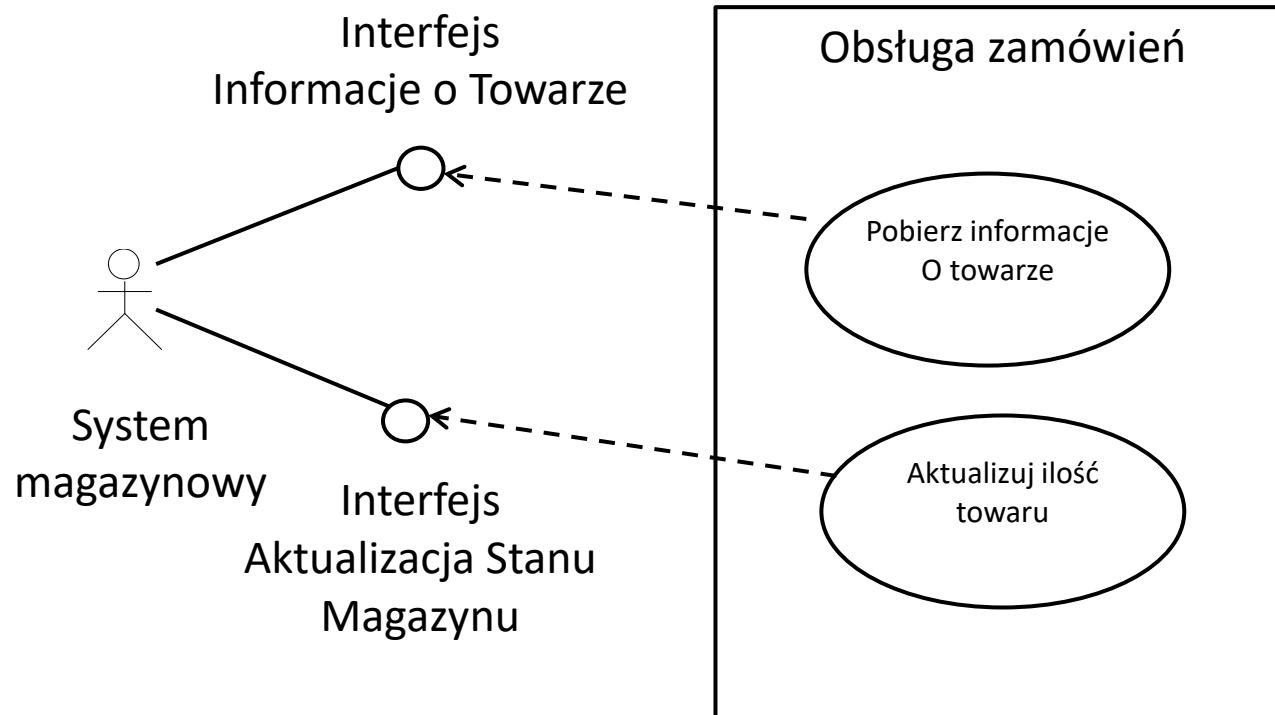 Interfejs
Informacje o Towarze
Obsługa zamówień
Pobierz informacje
O towarze
System
magazynowy
Interfejs
Aktualizacja Stanu
Magazynu
Aktualizuj ilość
towaru